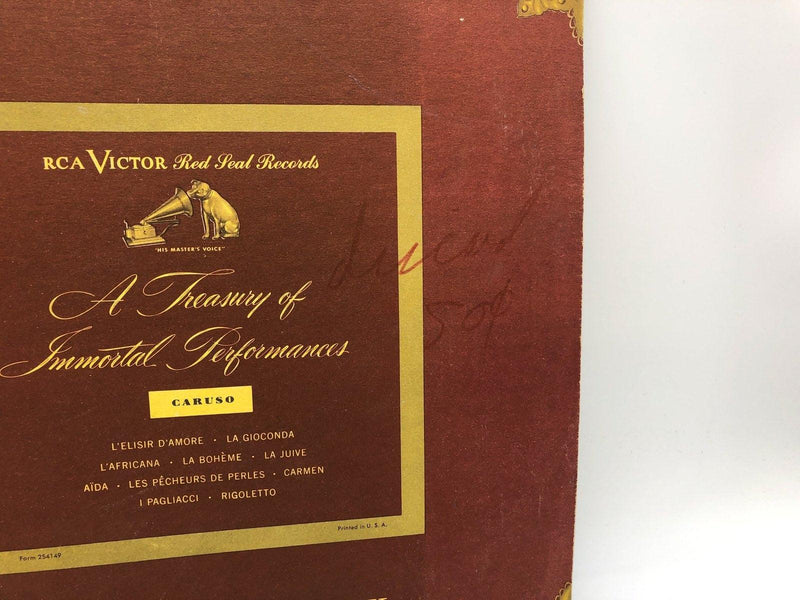 RCA VICTOR Red Seal Records
"HIS MASTER'S VOICE"
A Treasury of
Immortal Performances
CARUSO
L'ELISIR D'AMORE · LA GIOCONDA
L'AFRICANA · LA BOHÈME · LA JUIVE
AÏDA · LES PÊCHEURS DE PERLES · CARMEN
I PAGLIACCI · RIGOLETTO
Form 254149
Printed in U. S. A.
50¢